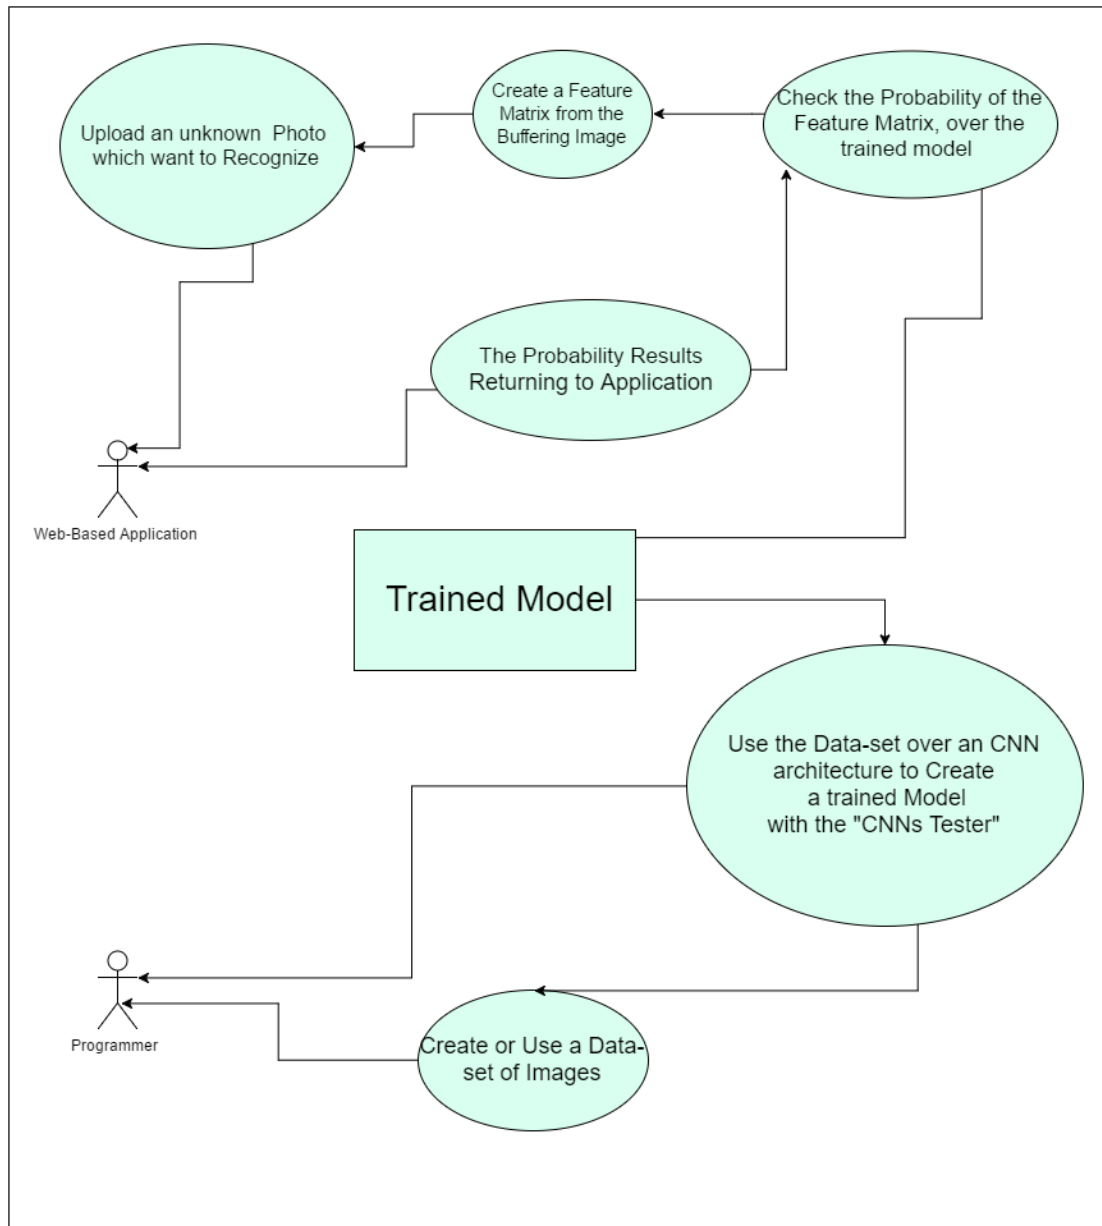 Upload an unknown  Photo
which want to Recognize
Create a Feature
Matrix from the
Buffering Image
Check the Probability of the
Feature Matrix, over the
trained model
The Probability Results
Returning to Application
Web-Based Application
Trained Model
Use the Data-set over an CNN
architecture to Create
a trained Model
with the "CNNs Tester"
Programmer
Create or Use a Data-
set of Images